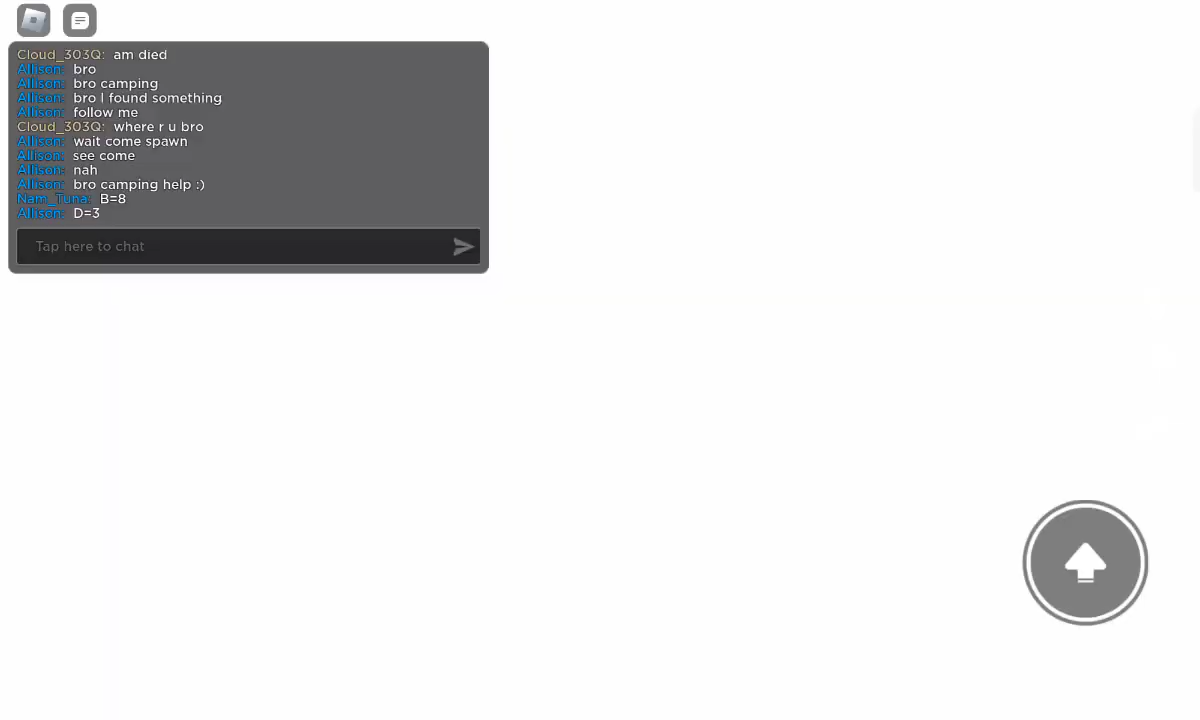 Cloud_303Q: am died
Allison: bro
Allison: bro camping
Allison: bro I found something
Allison: follow me
Cloud_303Q: where r u bro
Allison: wait come spawn
Allison: see come
Allison: nah
Allison: bro camping help :)
Nam_Tuna: B=8
Allison: D=3
Tap here to chat